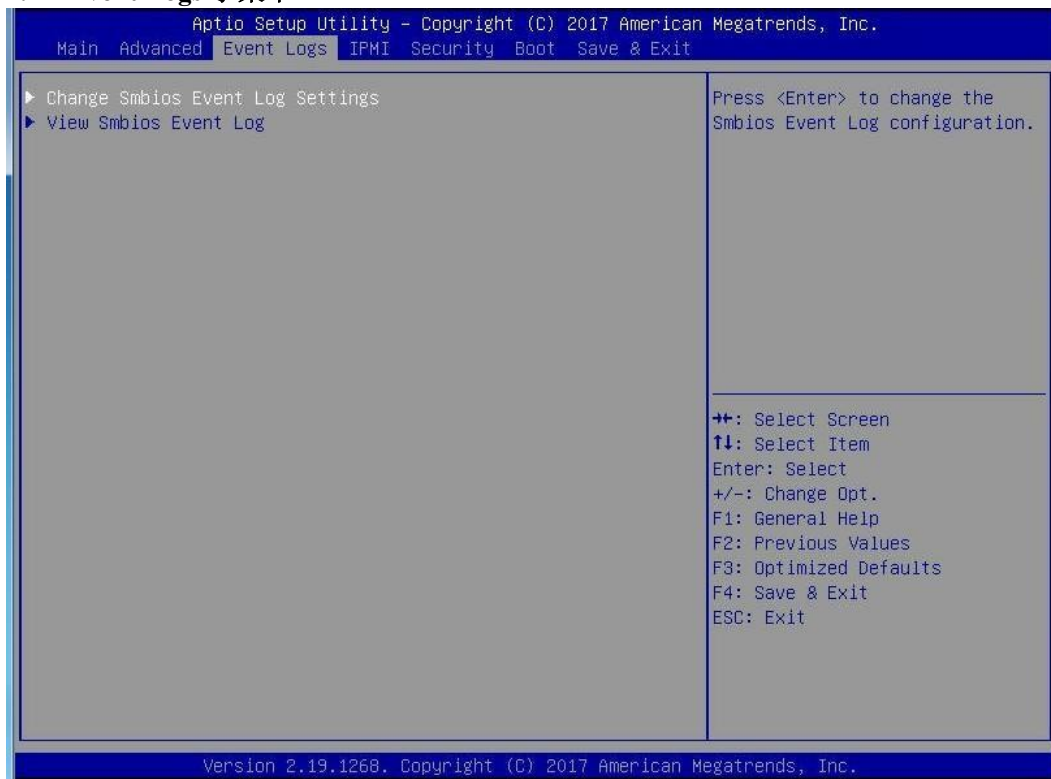 Aptio Setup Utility – Copyright (C) 2017 American Megatrends, Inc.
Main Advanced Event Logs IPMI Security Boot Save & Exit
▶ Change Smbios Event Log Settings
▶ View Smbios Event Log
Press <Enter> to change the
Smbios Event Log configuration.
→←: Select Screen
↑↓: Select Item
Enter: Select
+/-: Change Opt.
F1: General Help
F2: Previous Values
F3: Optimized Defaults
F4: Save & Exit
ESC: Exit
Version 2.19.1268. Copyright (C) 2017 American Megatrends, Inc.